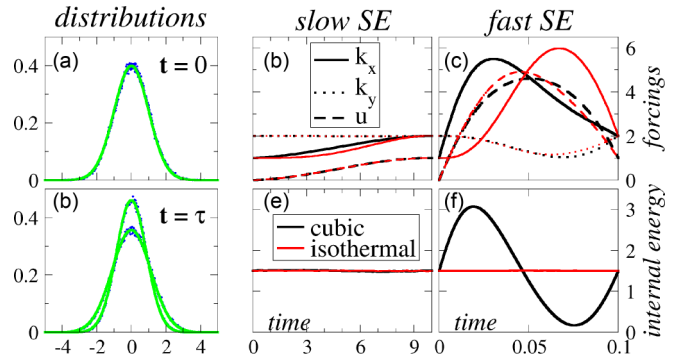 distributions slow SE fast SE
(a) t = 0
0.4
0.2
0
(b) k_x
k_y
u
(c)
6
4
2
0
forcings
(b) t = τ
0.4
0.2
0
-4 -2 0 2 4
(e)
cubic
isothermal
time
0 3 6 9
(f)
3
2
1
0
internal energy
time
0 0.05 0.1